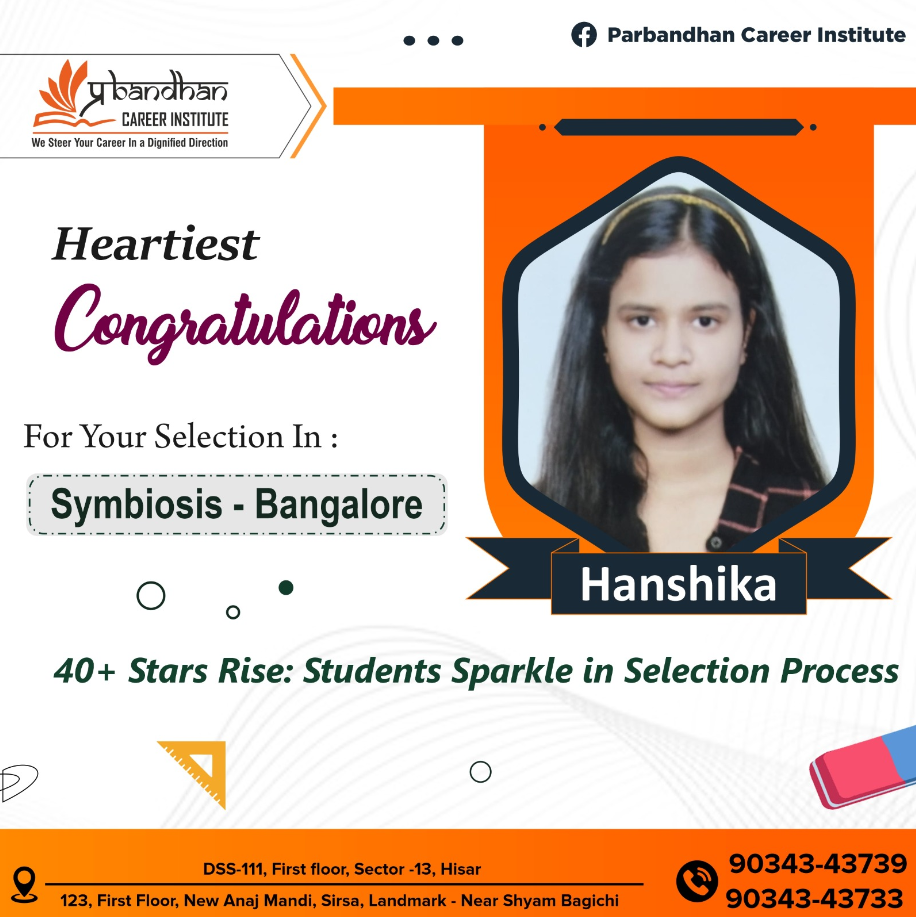 Parbandhan Career Institute
प्रbandhan
CAREER INSTITUTE
We Steer Your Career In a Dignified Direction
Heartiest
Congratulations
For Your Selection In :
Symbiosis - Bangalore
Hanshika
40+ Stars Rise: Students Sparkle in Selection Process
DSS-111, First floor, Sector -13, Hisar
123, First Floor, New Anaj Mandi, Sirsa, Landmark - Near Shyam Bagichi
90343-43739
90343-43733